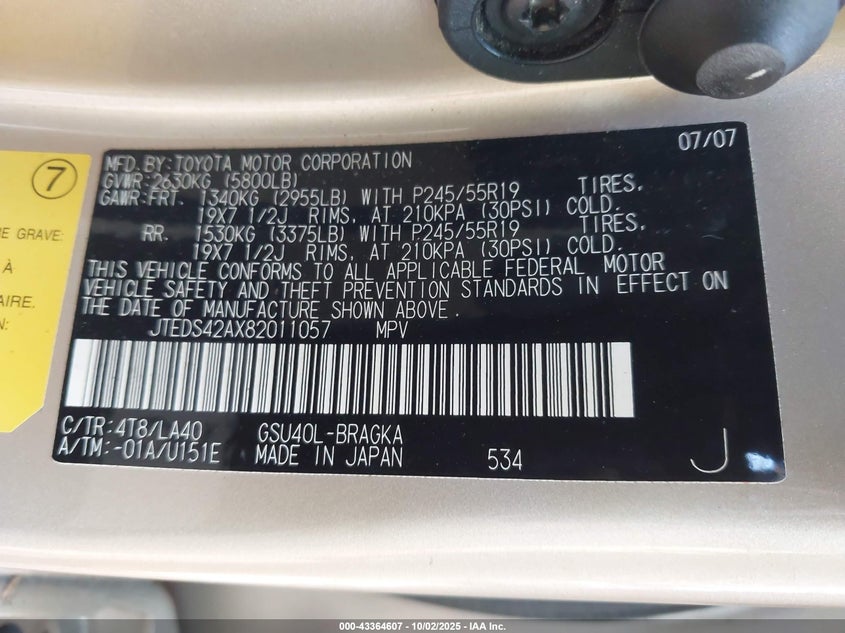 07/07
MFD. BY: TOYOTA MOTOR CORPORATION
GVWR: 2630KG (5800LB)
GAWR: FRT. 1340KG (2955LB) WITH P245/55R19 TIRES,
19X7 1/2J RIMS, AT 210KPA (30PSI) COLD.
RR. 1530KG (3375LB) WITH P245/55R19 TIRES,
19X7 1/2J RIMS, AT 210KPA (30PSI) COLD.
THIS VEHICLE CONFORMS TO ALL APPLICABLE FEDERAL MOTOR
VEHICLE SAFETY AND THEFT PREVENTION STANDARDS IN EFFECT ON
THE DATE OF MANUFACTURE SHOWN ABOVE.
JTEDS42AX82011057 MPV
C/TR: 4T8/LA40 GSU40L-BRAGKA
A/TM: -01A/U151E MADE IN JAPAN 534 J
7
E GRAVE:
À
AIRE.
N:
000-43364607 - 10/02/2025 - IAA Inc.